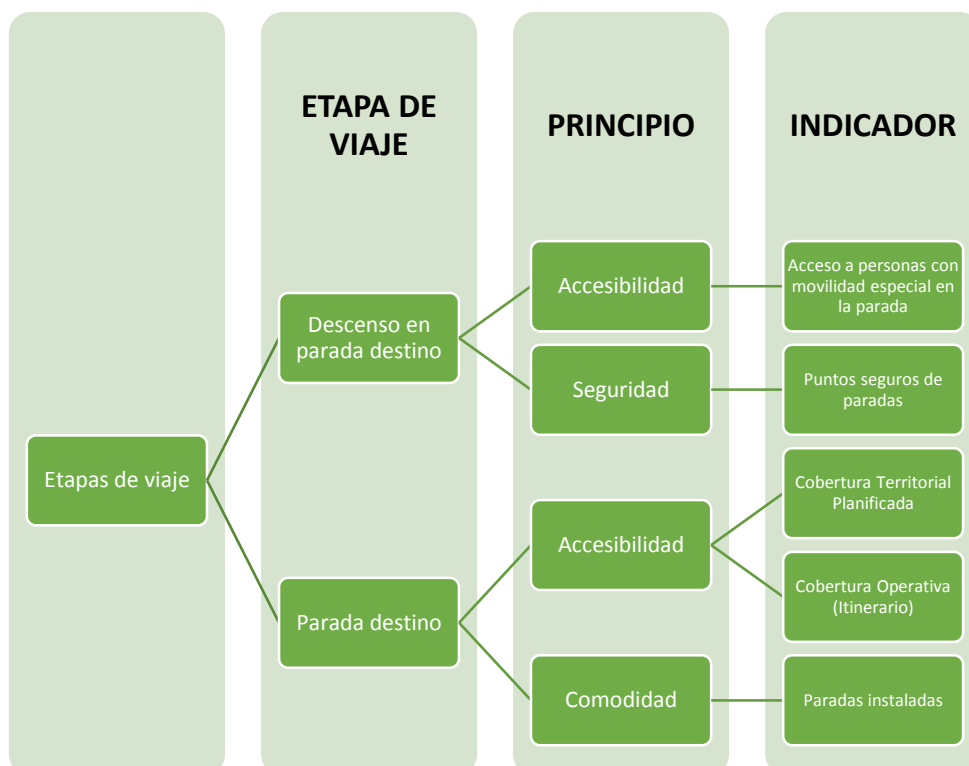 ETAPA DE
VIAJE
PRINCIPIO
INDICADOR
Etapas de viaje
Descenso en
parada destino
Accesibilidad
Acceso a personas con
movilidad especial en
la parada
Seguridad
Puntos seguros de
paradas
Parada destino
Accesibilidad
Cobertura Territorial
Planificada
Cobertura Operativa
(Itinerario)
Comodidad
Paradas instaladas